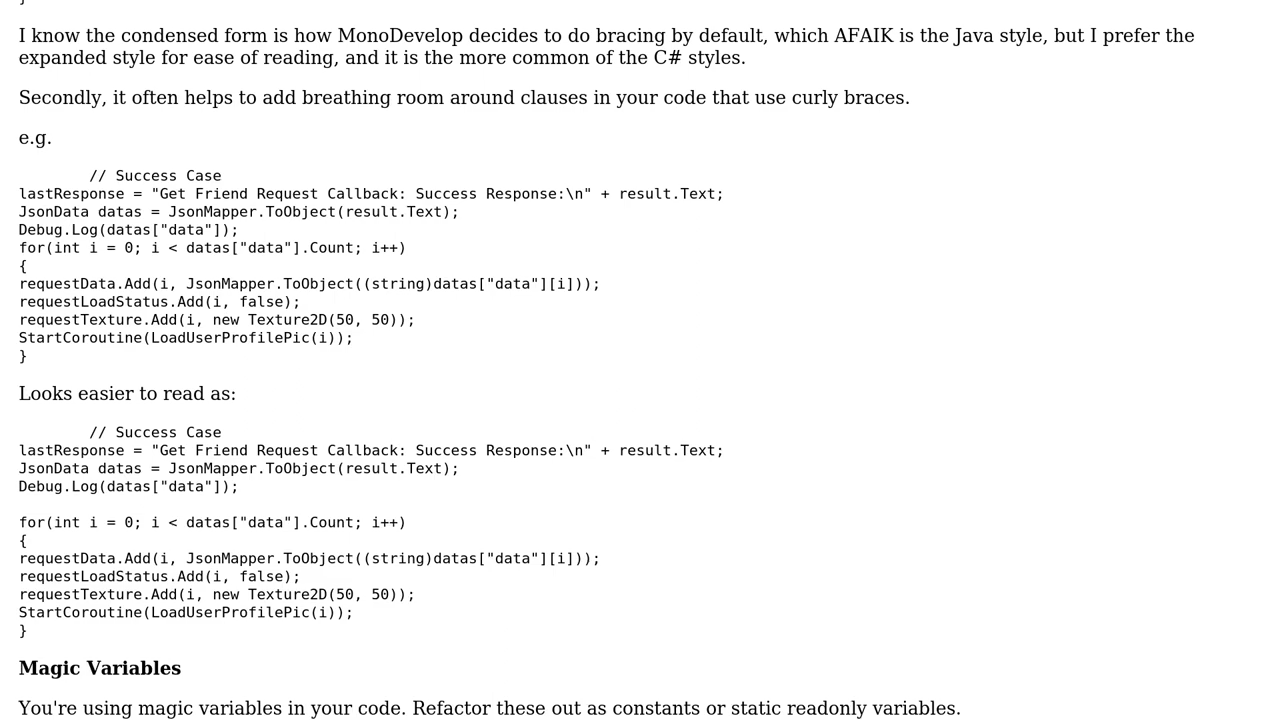 }
I know the condensed form is how MonoDevelop decides to do bracing by default, which AFAIK is the Java style, but I prefer the
expanded style for ease of reading, and it is the more common of the C# styles.
Secondly, it often helps to add breathing room around clauses in your code that use curly braces.
e.g.
// Success Case
lastResponse = "Get Friend Request Callback: Success Response:\n" + result.Text;
JsonData datas = JsonMapper.ToObject(result.Text);
Debug.Log(datas["data"]);
for(int i = 0; i < datas["data"].Count; i++)
{
requestData.Add(i, JsonMapper.ToObject((string)datas["data"][i]));
requestLoadStatus.Add(i, false);
requestTexture.Add(i, new Texture2D(50, 50));
StartCoroutine(LoadUserProfilePic(i));
}
Looks easier to read as:
// Success Case
lastResponse = "Get Friend Request Callback: Success Response:\n" + result.Text;
JsonData datas = JsonMapper.ToObject(result.Text);
Debug.Log(datas["data"]);
for(int i = 0; i < datas["data"].Count; i++)
{
requestData.Add(i, JsonMapper.ToObject((string)datas["data"][i]));
requestLoadStatus.Add(i, false);
requestTexture.Add(i, new Texture2D(50, 50));
StartCoroutine(LoadUserProfilePic(i));
}
Magic Variables
You're using magic variables in your code. Refactor these out as constants or static readonly variables.